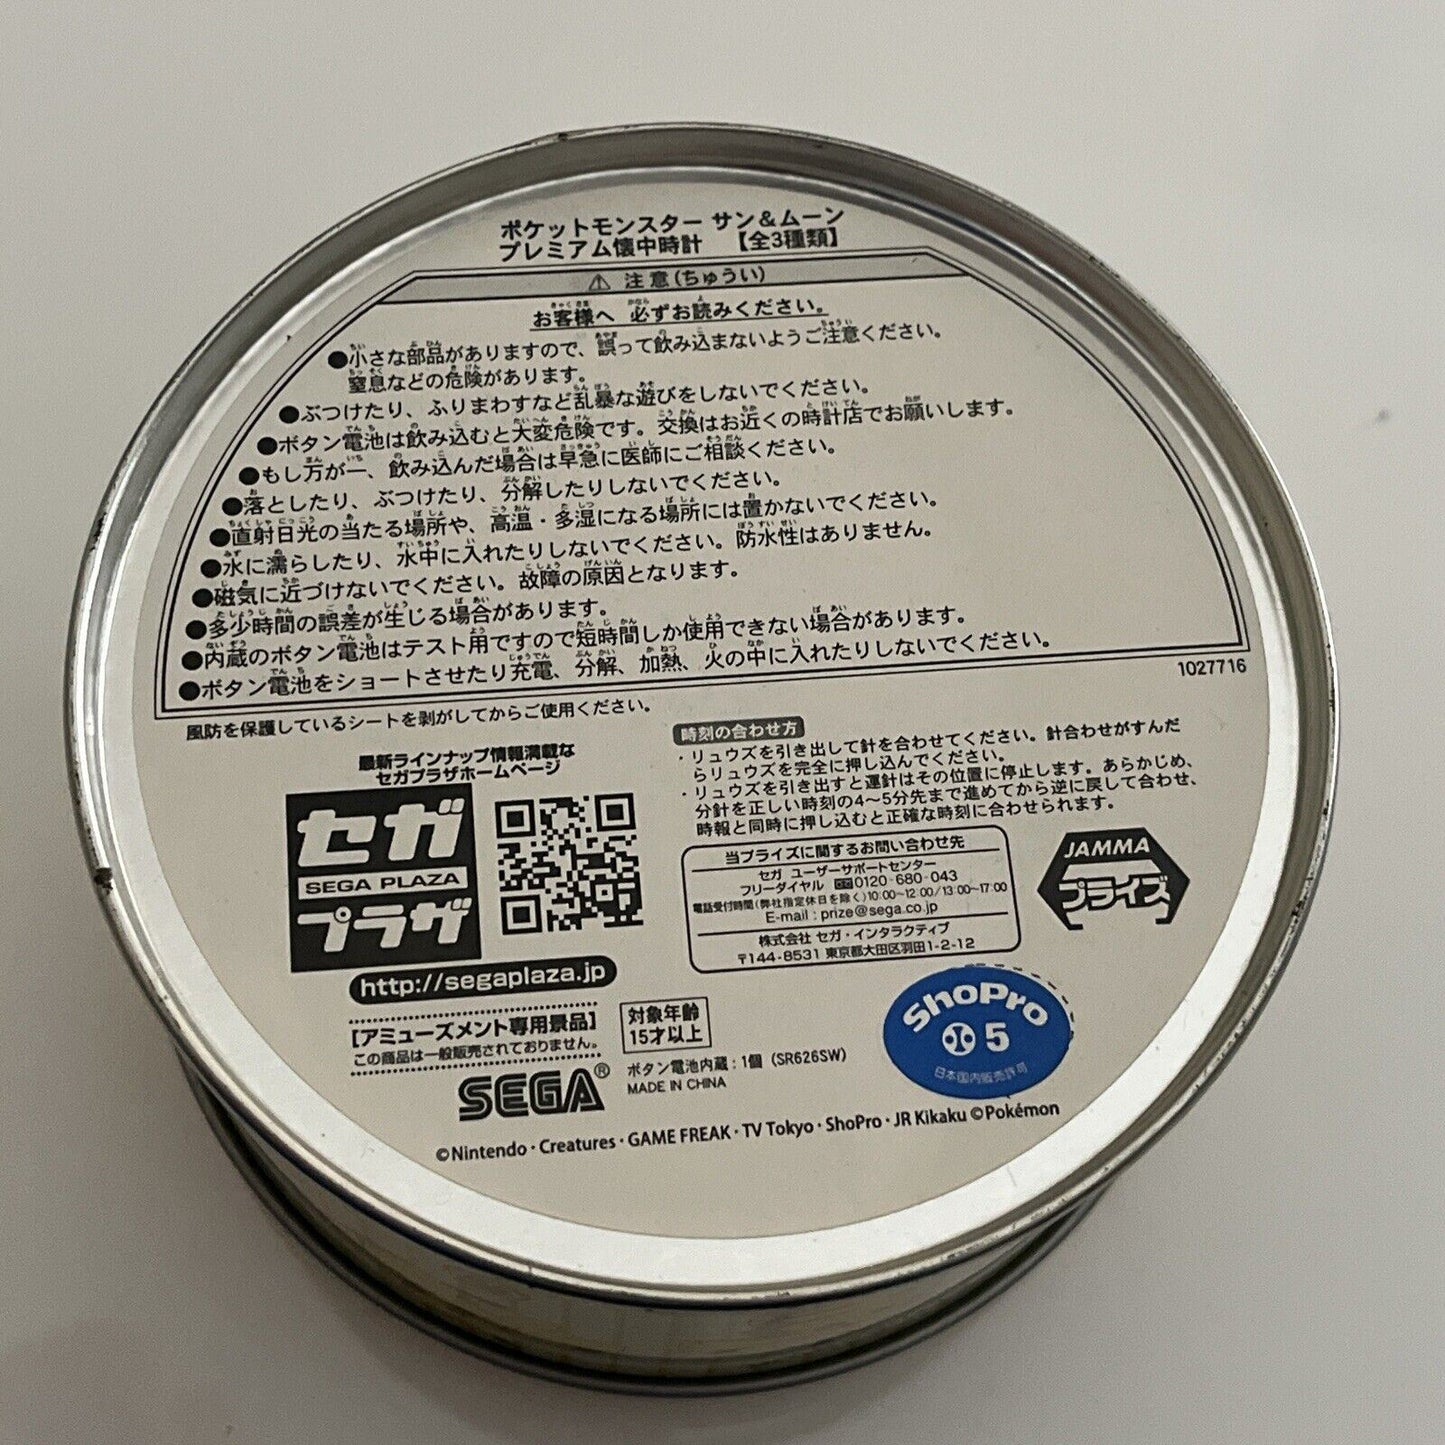 ポケットモンスター サン&ムーン
プレミアム懐中時計 【全3種類】
⚠ 注意(ちゅうい)
お客様へ 必ずお読みください。
●小さな部品がありますので、誤って飲み込まないようご注意ください。
窒息などの危険があります。
●ぶつけたり、ふりまわすなど乱暴な遊びをしないでください。
●ボタン電池は飲み込むと大変危険です。交換はお近くの時計店でお願いします。
●もし万が一、飲み込んだ場合は早急に医師にご相談ください。
●落としたり、ぶつけたり、分解したりしないでください。
●直射日光の当たる場所や、高温・多湿になる場所には置かないでください。
●水に濡らしたり、水中に入れたりしないでください。防水性はありません。
●磁気に近づけないでください。故障の原因となります。
●多少時間の誤差が生じる場合があります。
●内蔵のボタン電池はテスト用ですので短時間しか使用できない場合があります。
●ボタン電池をショートさせたり充電、分解、加熱、火の中に入れたりしないでください。
1027716
風防を保護しているシートを剥がしてからご使用ください。
最新ラインナップ情報満載な
セガプラザホームページ
セガ
SEGA PLAZA
プラザ
http://segaplaza.jp
時刻の合わせ方
・リュウズを引き出して針を合わせてください。針合わせがすんだ
らリュウズを完全に押し込んでください。
・リュウズを引き出すと運針はその位置に停止します。あらかじめ、
分針を正しい時刻の4〜5分先まで進めてから逆に戻して合わせ、
時報と同時に押し込むと正確な時刻に合わせられます。
当プライズに関するお問い合わせ先
セガ ユーザーサポートセンター
フリーダイヤル 0120-680-043
電話受付時間(弊社指定休日を除く)10:00~12:00/13:00~17:00
E-mail : prize@sega.co.jp
株式会社 セガ・インタラクティブ
〒144-8531 東京都大田区羽田1-2-12
JAMMA
プライズ
【アミューズメント専用景品】
この商品は一般販売されておりません。
対象年齢
15才以上
SEGA®
ボタン電池内蔵：1個 (SR626SW)
MADE IN CHINA
ShoPro
5
日本国内販売許可
©Nintendo・Creatures・GAME FREAK・TV Tokyo・ShoPro・JR Kikaku ©Pokémon